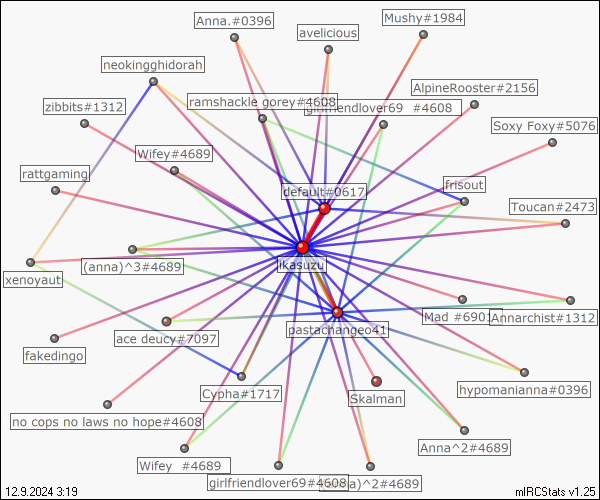 Anna.#0396
Mushy#1984
avelicious
neokingghidorah
AlpineRooster#2156
zibbits#1312
ramshackle gorey#4608
girlfriendlover69 #4608
Soxy Foxy#5076
Wifey#4689
rattgaming
default#0617
frisout
Toucan#2473
ikasuzu
(anna)^3#4689
xenoyaut
Mad #6901
Annarchist#1312
pastachangeo41
ace deucy#7097
fakedingo
Cypha#1717
Skalman
hypomanianna#0396
no cops no laws no hope#4608
Anna^2#4689
Wifey #4689
girlfriendlover69#4608
)^2#4689
12.9.2024 3:19
mIRCStats v1.25